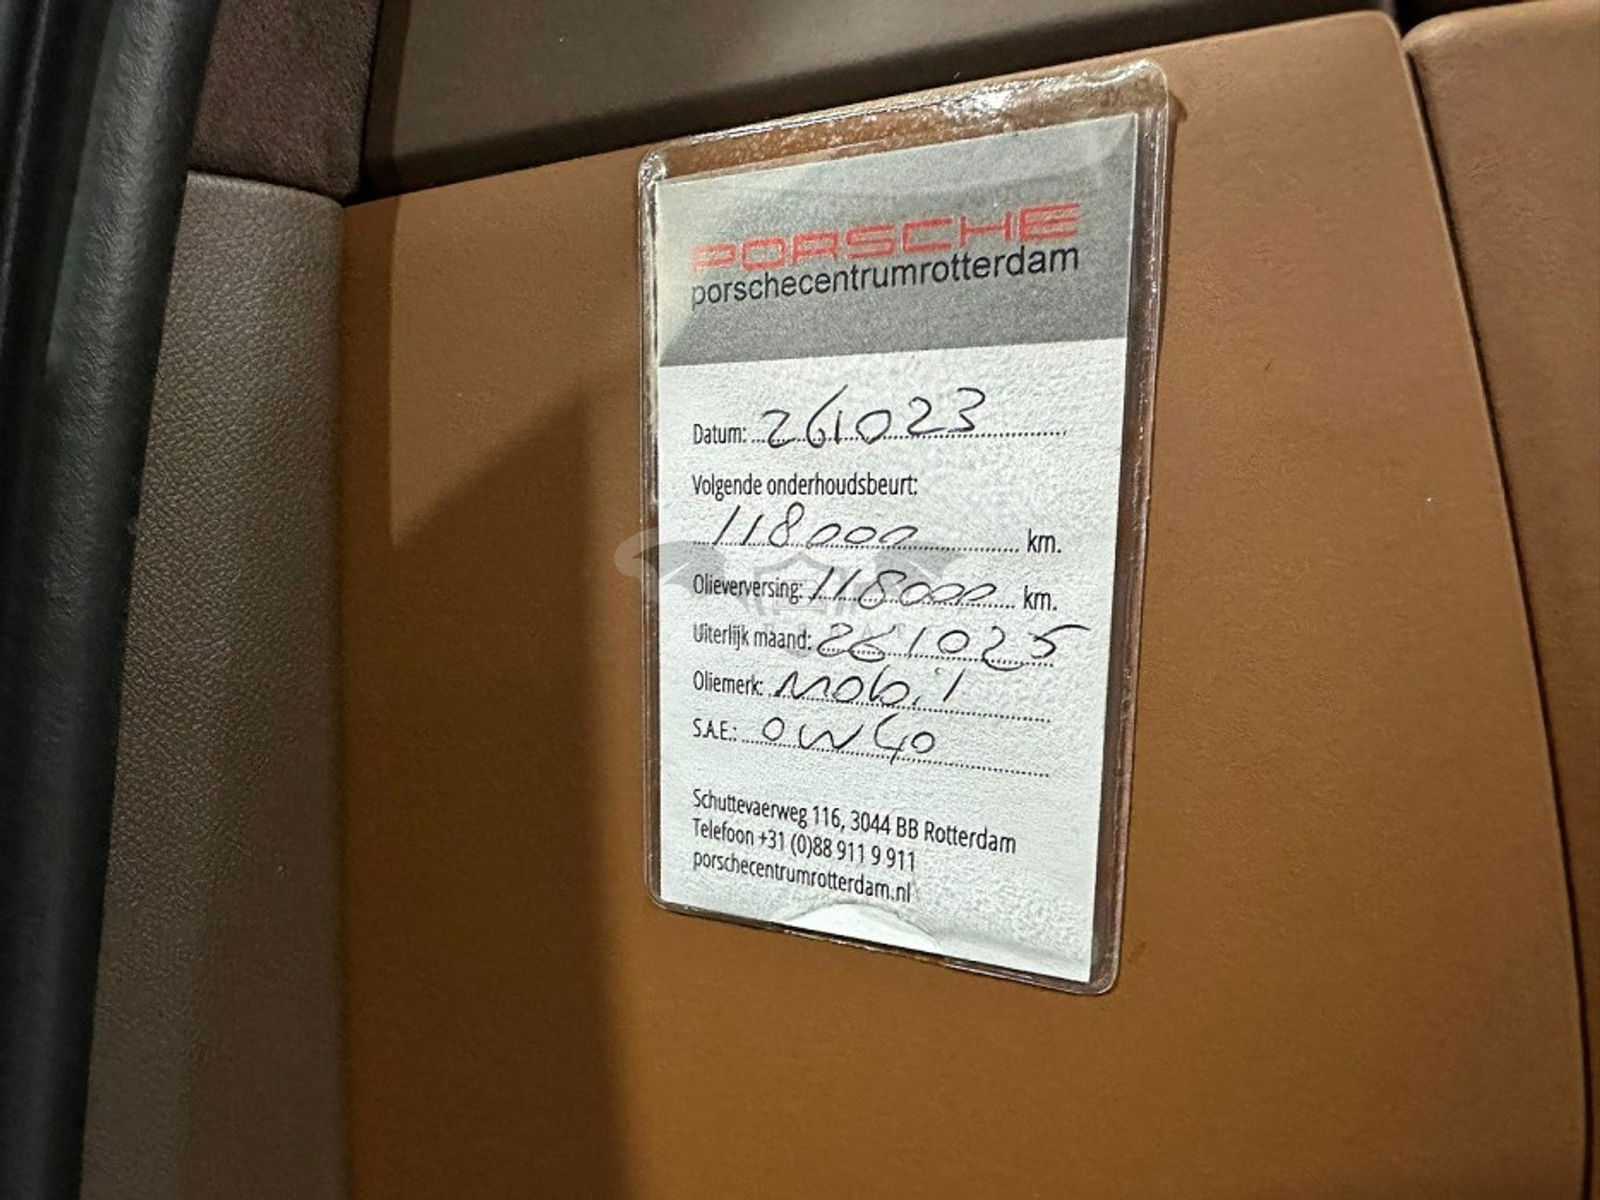 PORSCHE
porschecentrumrotterdam
Datum: 261023
Volgende onderhoudsbeurt:
118000 km.
Olieverversing: 118000 km.
Uiterlijk maand: 261025
Oliemerk: Mobil
S.A.E.: 0W40
Schuttevaerweg 116, 3044 BB Rotterdam
Telefoon +31 (0)88 911 9 911
porschecentrumrotterdam.nl